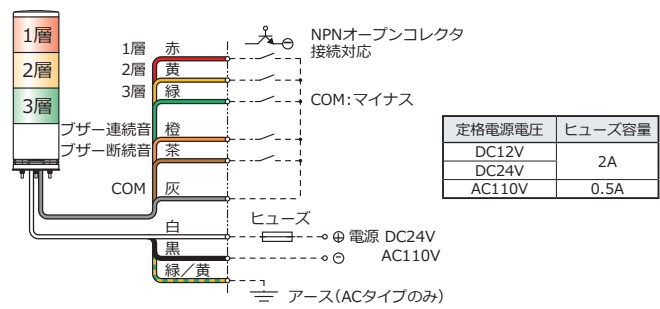 1層
2層
3層
1層 赤
2層 黄
3層 緑
ブザー連続音 橙
ブザー断続音 茶
COM 灰
白
黒
緑／黄
NPNオープンコレクタ
接続対応
COM:マイナス
ヒューズ
⊕ 電源 DC24V
⊖ AC110V
アース(ACタイプのみ)
定格電源電圧 ヒューズ容量
DC12V
DC24V
2A
AC110V 0.5A